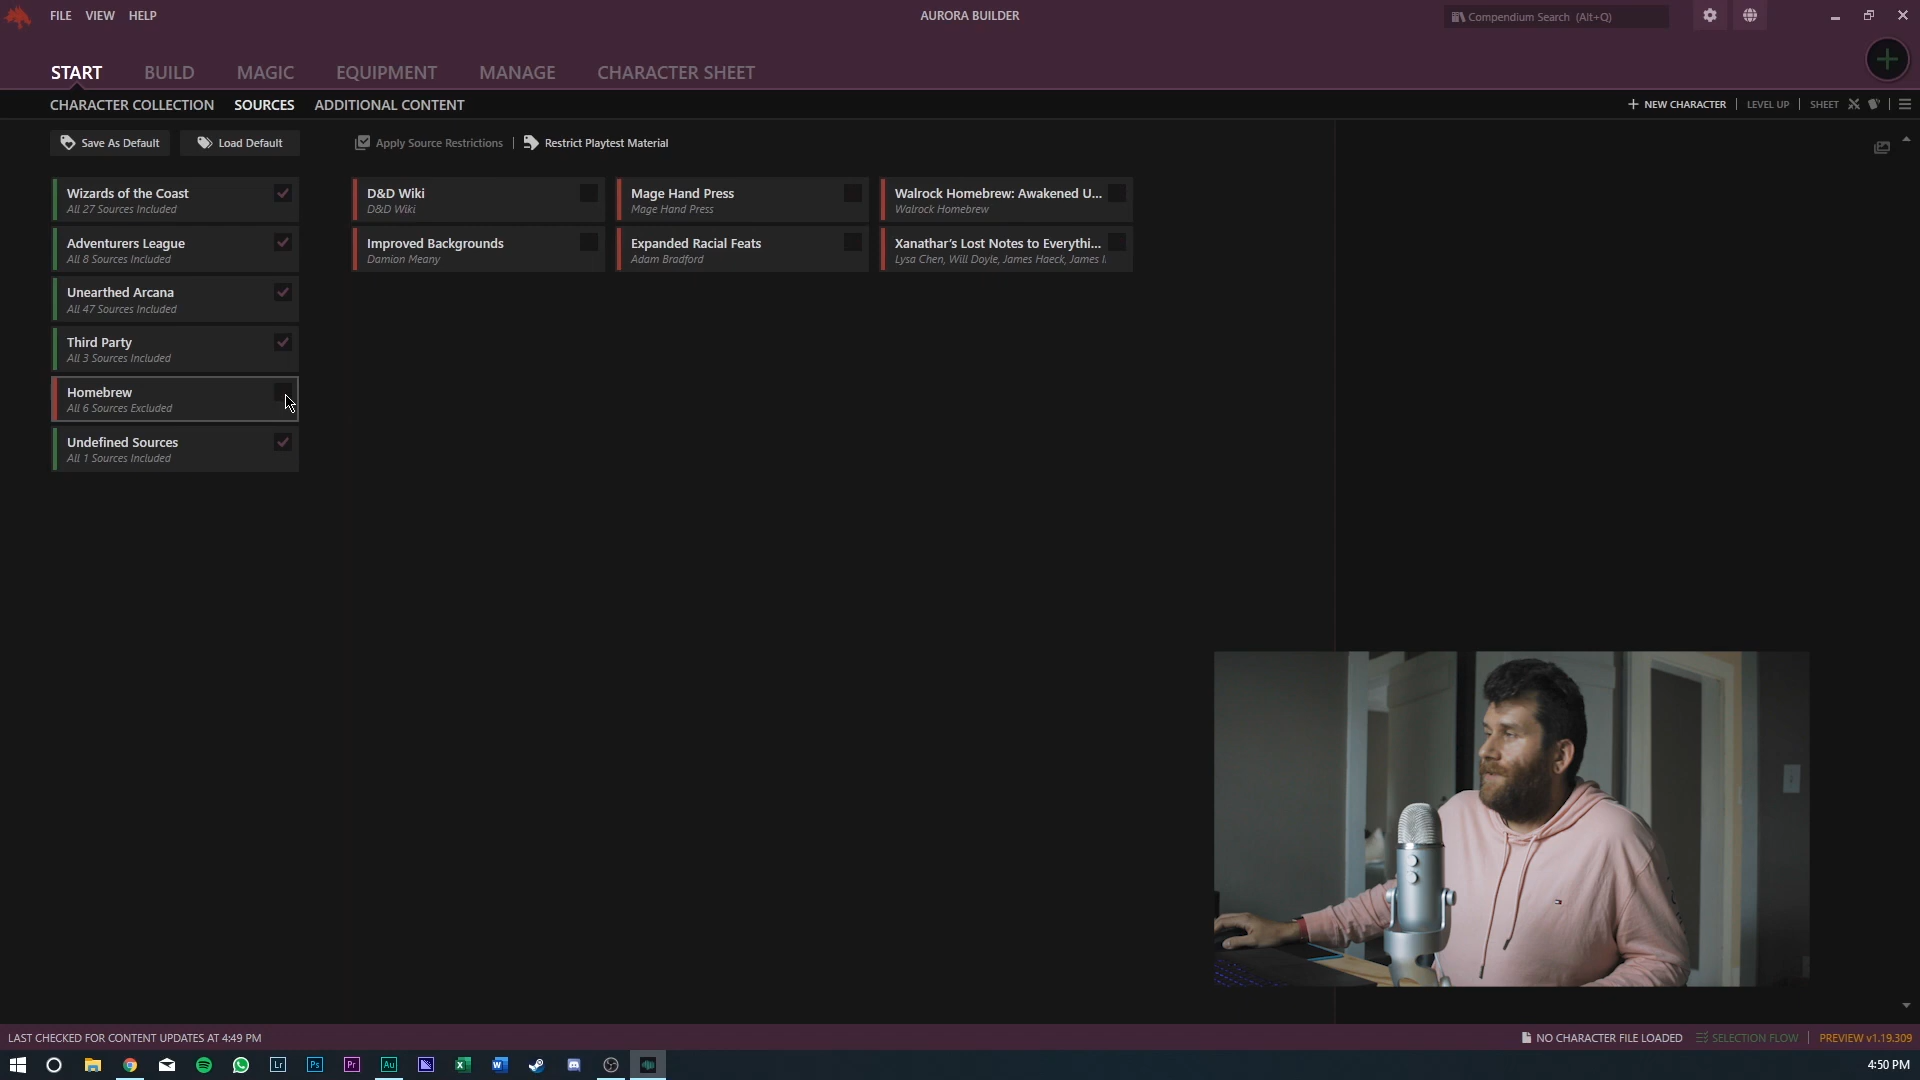 FILE VIEW HELP
AURORA BUILDER
Compendium Search (Alt+Q)
START BUILD MAGIC EQUIPMENT MANAGE CHARACTER SHEET
CHARACTER COLLECTION SOURCES ADDITIONAL CONTENT
NEW CHARACTER LEVEL UP SHEET
Save As Default
Load Default
Apply Source Restrictions
Restrict Playtest Material
Wizards of the Coast
All 27 Sources Included
Adventurers League
All 8 Sources Included
Unearthed Arcana
All 47 Sources Included
Third Party
All 3 Sources Included
Homebrew
All 6 Sources Excluded
Undefined Sources
All 1 Sources Included
D&D Wiki
D&D Wiki
Mage Hand Press
Mage Hand Press
Walrock Homebrew: Awakened U...
Walrock Homebrew
Improved Backgrounds
Damion Meany
Expanded Racial Feats
Adam Bradford
Xanathar's Lost Notes to Everythi...
Lysa Chen, Will Doyle, James Haeck, James
LAST CHECKED FOR CONTENT UPDATES AT 4:49 PM
NO CHARACTER FILE LOADED
SELECTION FLOW
PREVIEW v1.19.309
Lr Ps Pr Au
4:50 PM